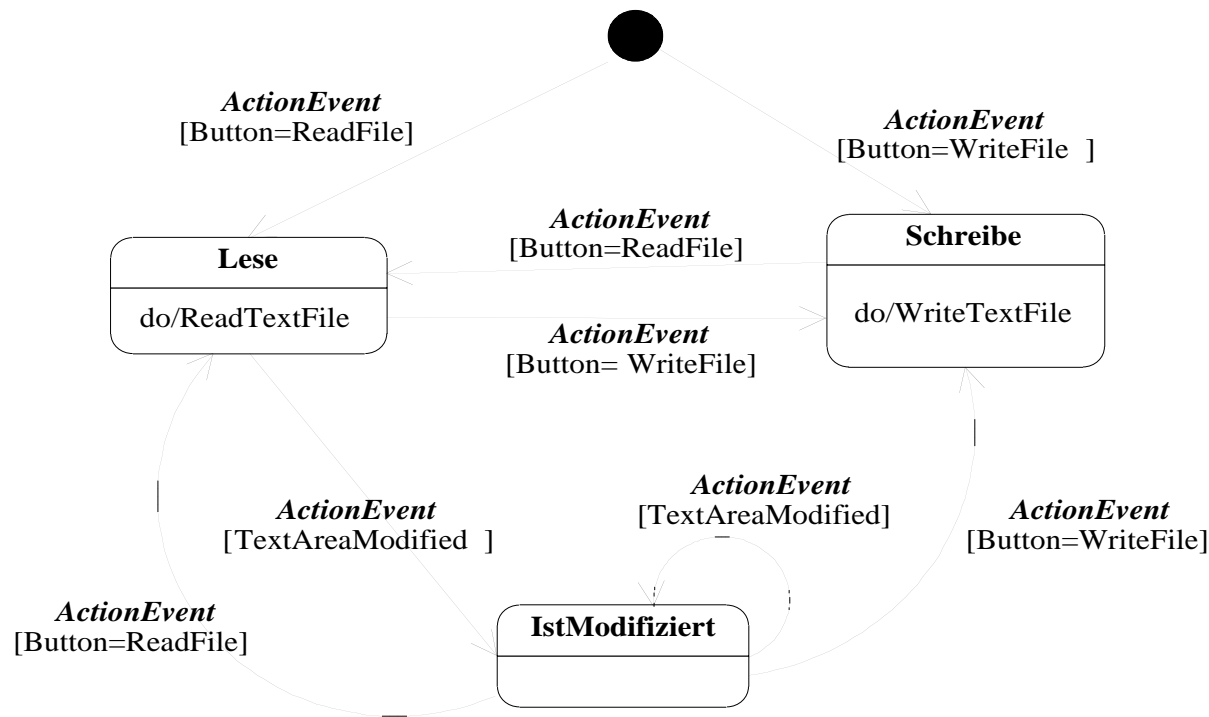 ActionEvent
[Button=ReadFile]
ActionEvent
[Button=WriteFile ]
ActionEvent
[Button=ReadFile]
Lese
do/ReadTextFile
Schreibe
do/WriteTextFile
ActionEvent
[Button= WriteFile]
ActionEvent
[TextAreaModified ]
ActionEvent
[TextAreaModified]
ActionEvent
[Button=WriteFile]
ActionEvent
[Button=ReadFile]
IstModifiziert